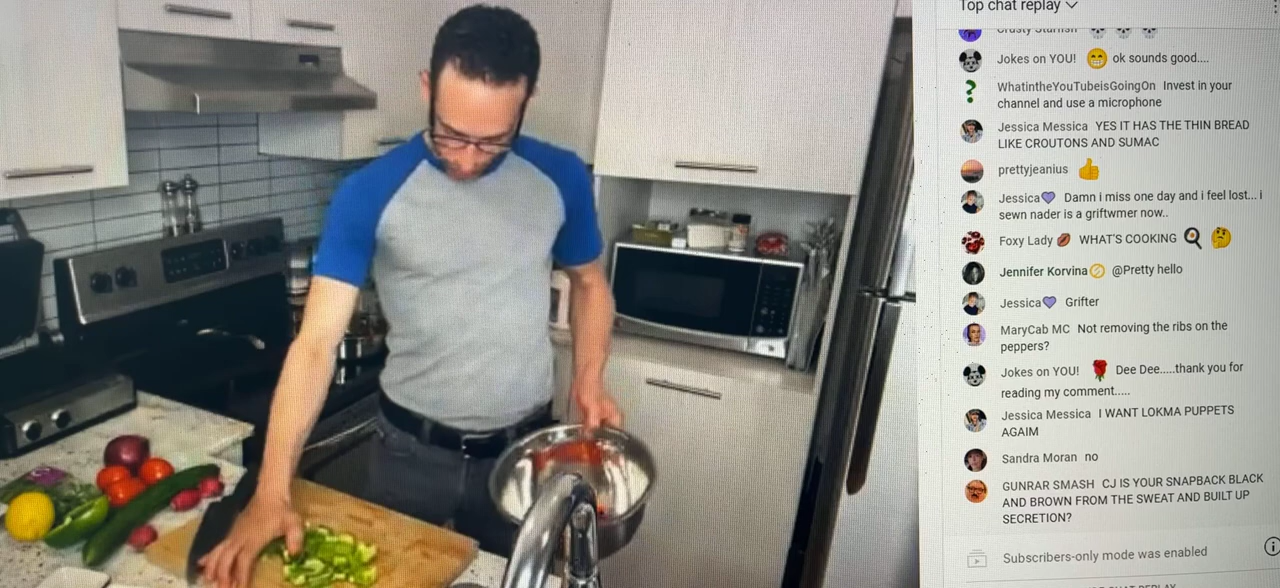 Top chat replay
Crusty Starfish
Jokes on YOU! 😁 ok sounds good....
WhatintheYouTubeisGoingOn Invest in your
channel and use a microphone
Jessica Messica YES IT HAS THE THIN BREAD
LIKE CROUTONS AND SUMAC
prettyjeanius 👍
Jessica💜 Damn i miss one day and i feel lost... i
sewn nader is a griftwmer now..
Foxy Lady 💋 WHAT'S COOKING 🍳 🤔
Jennifer Korvina @Pretty hello
Jessica💜 Grifter
MaryCab MC Not removing the ribs on the
peppers?
Jokes on YOU! 🌹 Dee Dee.....thank you for
reading my comment.....
Jessica Messica I WANT LOKMA PUPPETS
AGAIM
Sandra Moran no
GUNRAR SMASH CJ IS YOUR SNAPBACK BLACK
AND BROWN FROM THE SWEAT AND BUILT UP
SECRETION?
Subscribers-only mode was enabled
CHAT REPLAY